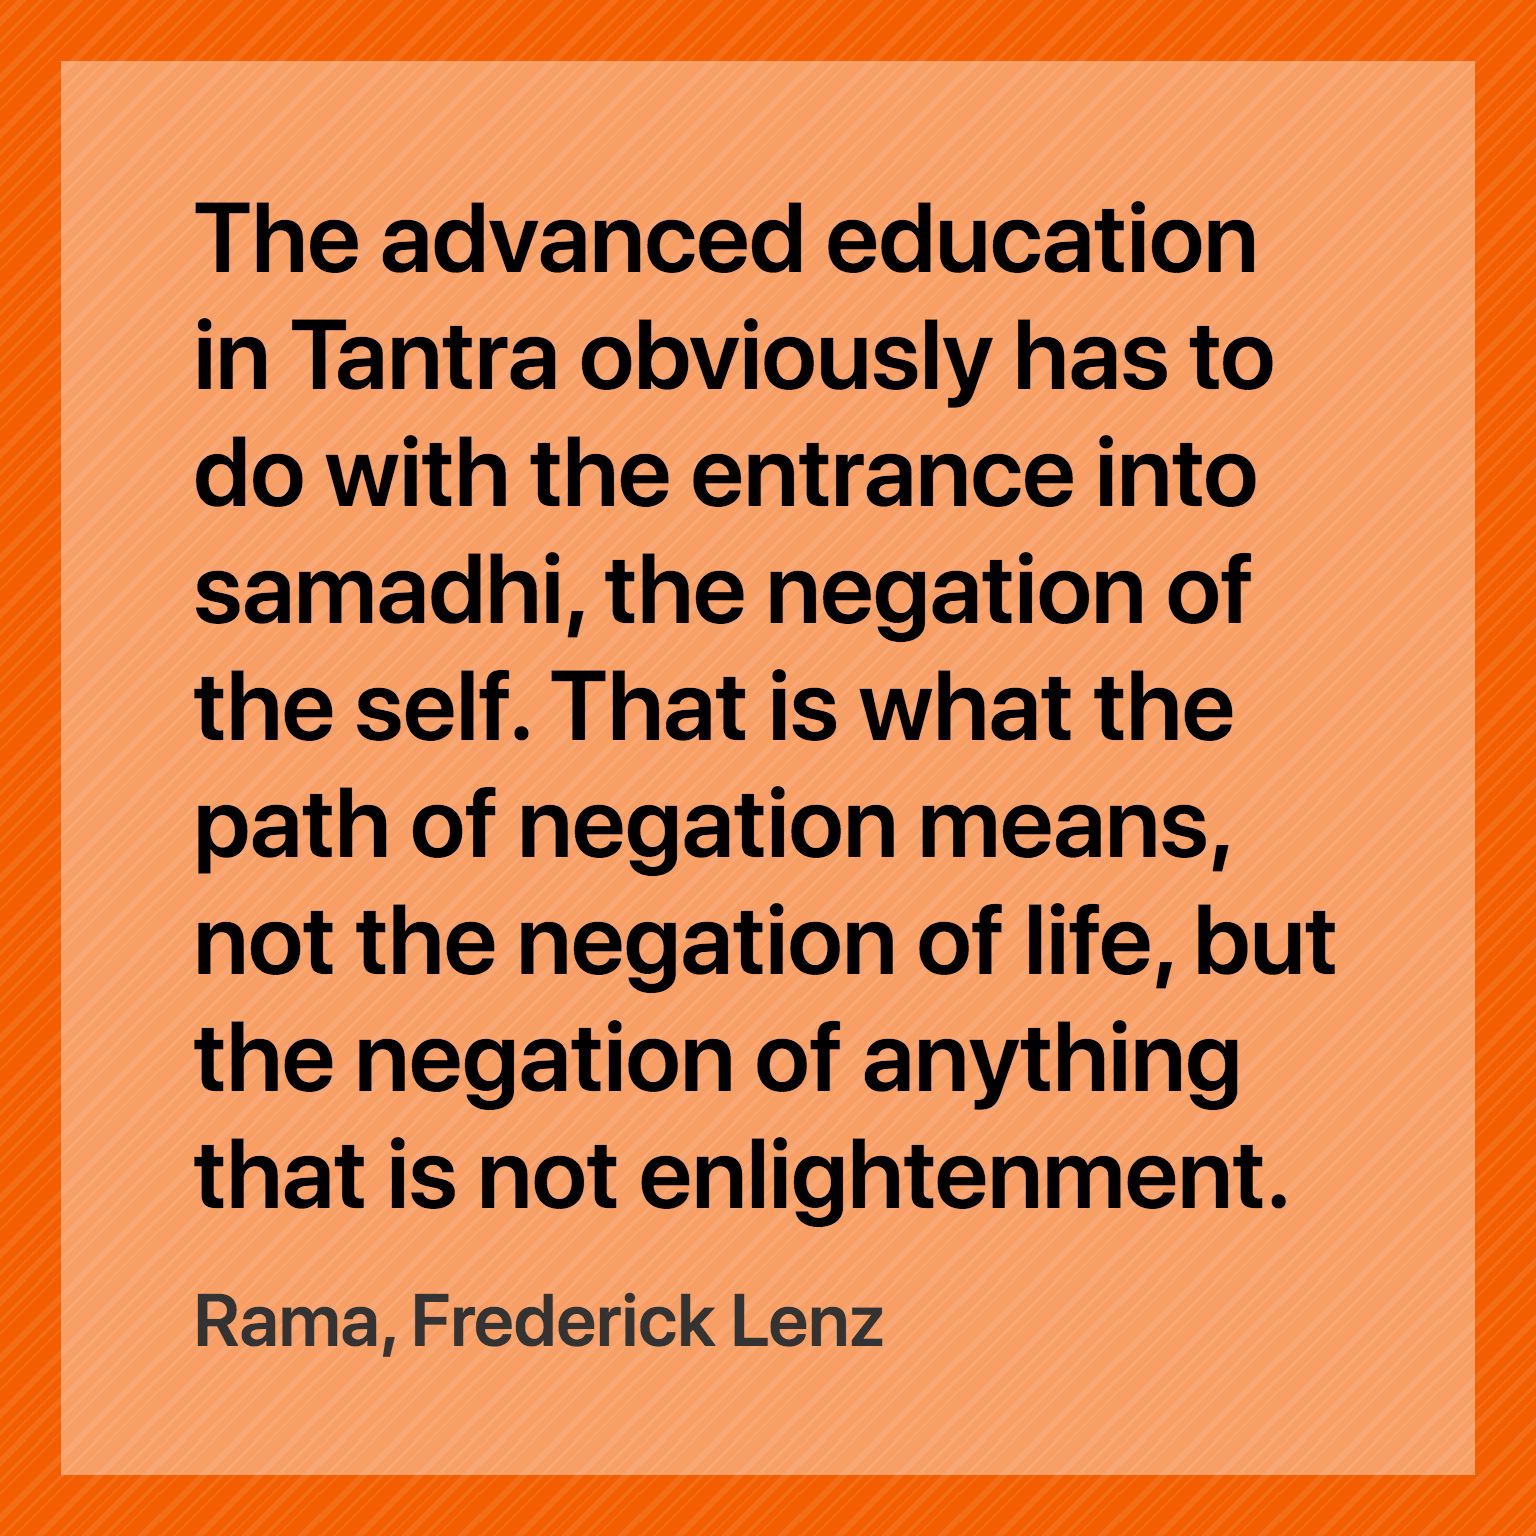 The advanced education
in Tantra obviously has to
do with the entrance into
samadhi, the negation of
the self. That is what the
path of negation means,
not the negation of life, but
the negation of anything
that is not enlightenment.
Rama, Frederick Lenz